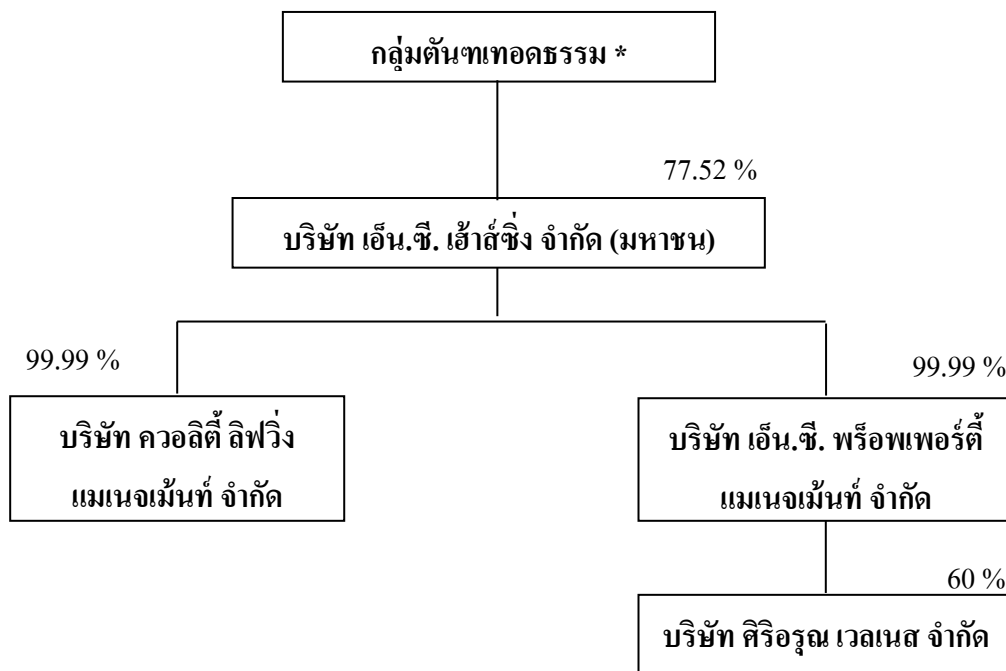 กลุ่มตันฑเทอดธรรม *
77.52 %
บริษัท เอ็น.ซี. เฮ้าส์ซิ่ง จำกัด (มหาชน)
99.99 %
99.99 %
บริษัท ควอลิตี้ ลิฟวิ่ง
แมเนจเม้นท์ จำกัด
บริษัท เอ็น.ซี. พร็อพเพอร์ตี้
แมเนจเม้นท์ จำกัด
60 %
บริษัท ศิริอรุณ เวลเนส จำกัด